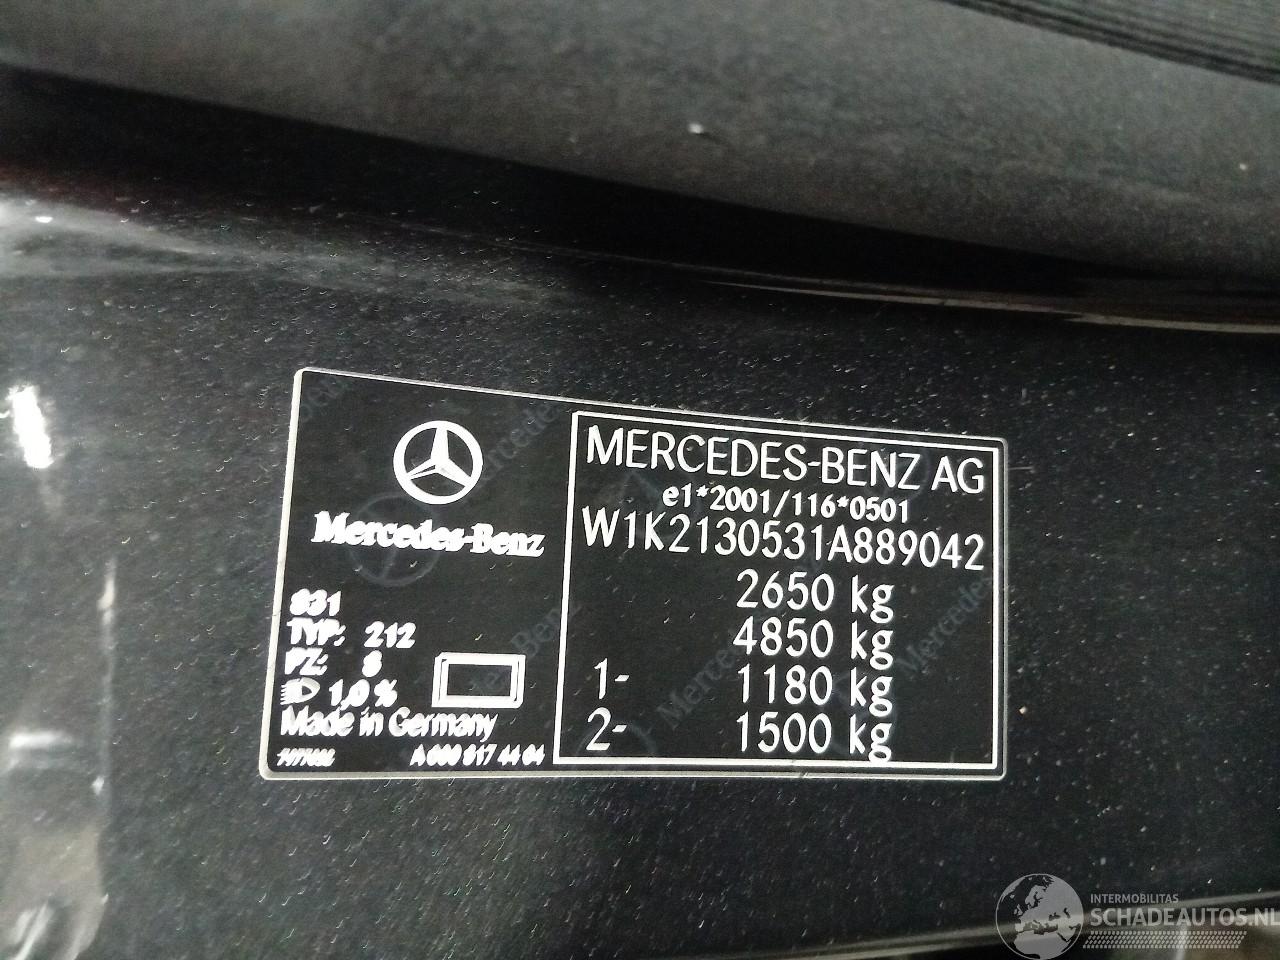 MERCEDES-BENZ AG
e1*2001/116*0501
W1K2130531A889042
2650 kg
4850 kg
1- 1180 kg
2- 1500 kg
Mercedes-Benz
831
TYP: 212
PZ: 8
1,0 %
Made in Germany
A 000 817 44 04
INTERMOBILITAS
SCHADEAUTOS.NL